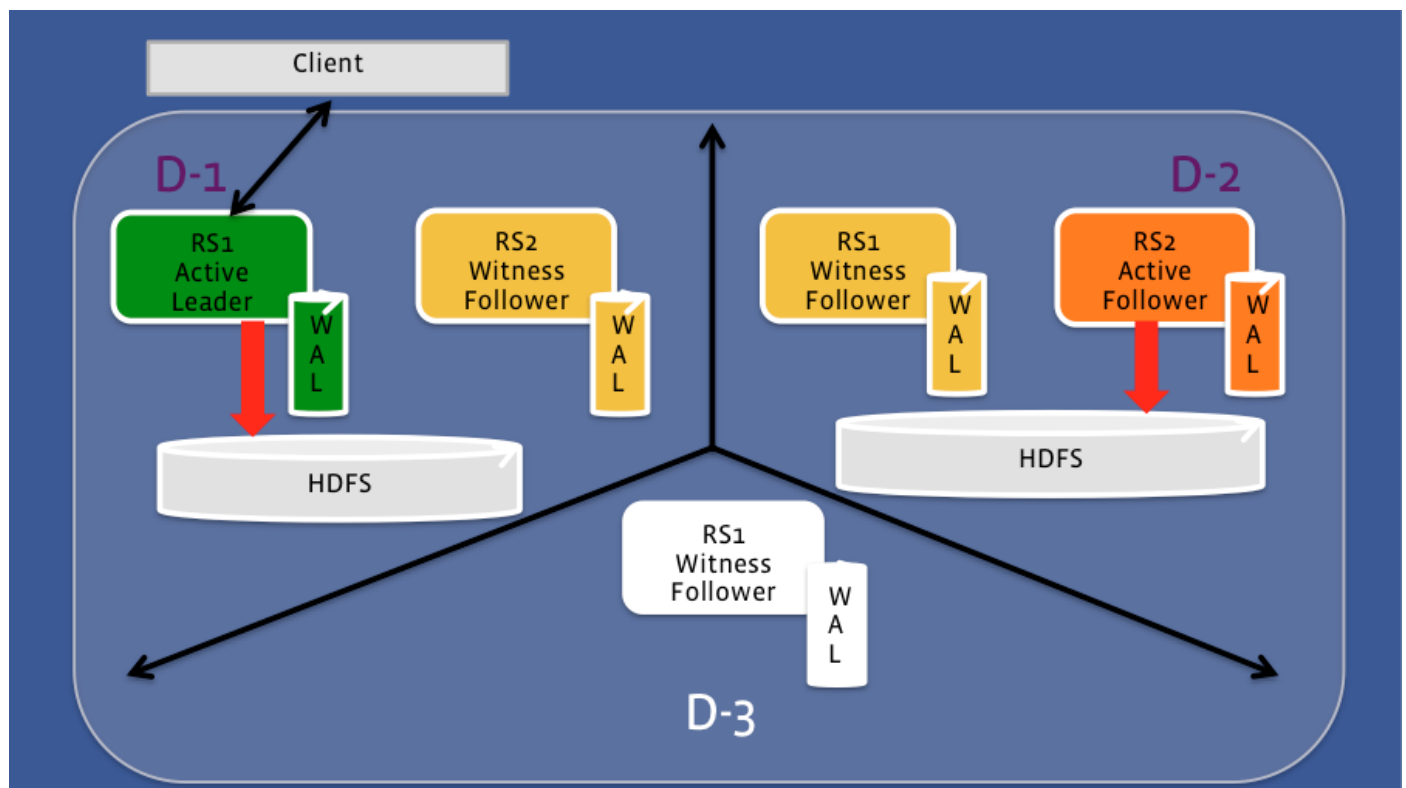 Client
D-1
D-2
RS1
Active
Leader
W
A
L
RS2
Witness
Follower
W
A
L
RS1
Witness
Follower
W
A
L
RS2
Active
Follower
W
A
L
HDFS
HDFS
RS1
Witness
Follower
W
A
L
D-3